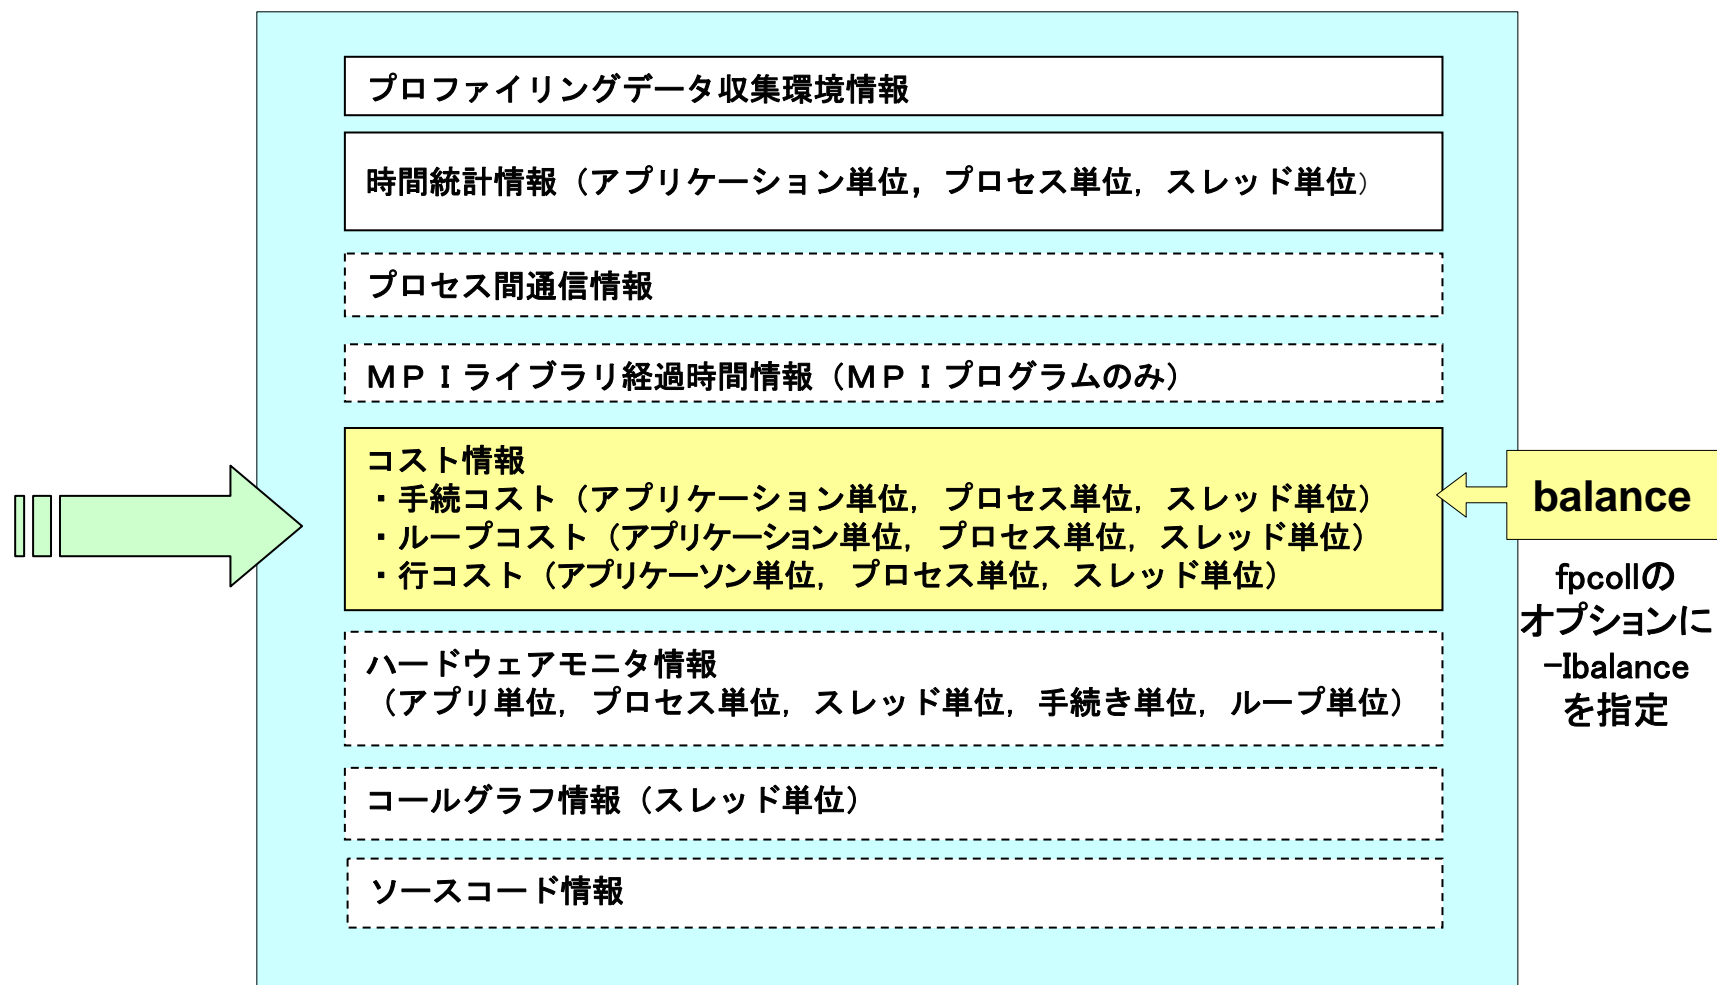 プロファイリングデータ収集環境情報
時間統計情報（アプリケーション単位，プロセス単位，スレッド単位）
プロセス間通信情報
ＭＰＩライブラリ経過時間情報（ＭＰＩプログラムのみ）
コスト情報
・手続コスト（アプリケーション単位，プロセス単位，スレッド単位）
・ループコスト（アプリケーション単位，プロセス単位，スレッド単位）
・行コスト（アプリケーソン単位，プロセス単位，スレッド単位）
ハードウェアモニタ情報
（アプリ単位，プロセス単位，スレッド単位，手続き単位，ループ単位）
コールグラフ情報（スレッド単位）
ソースコード情報
balance
fpcollの
オプションに
-Ibalance
を指定